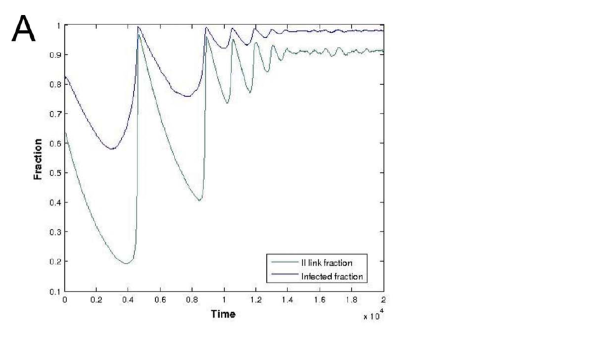 A
1
0.9
0.8
0.7
0.6
0.5
0.4
0.3
0.2
0.1
Fraction
II link fraction
Infected fraction
0 0.2 0.4 0.6 0.8 1 1.2 1.4 1.6 1.8 2
Time
x 10^4